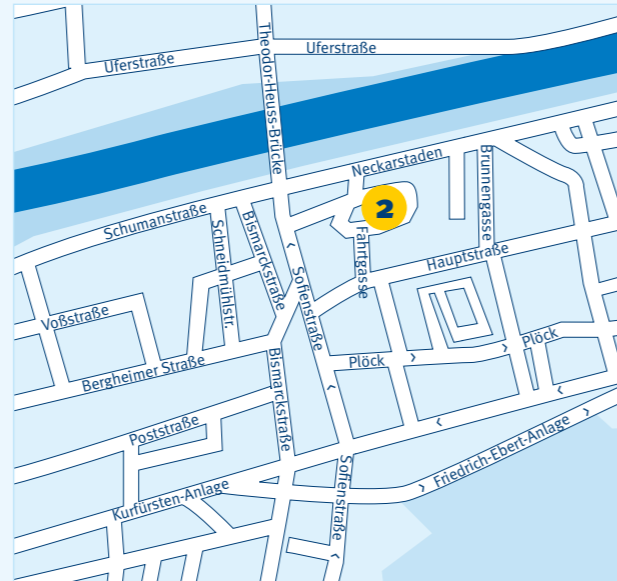 Uferstraße
Theodor-Heuss-Brücke
Uferstraße
Neckarstaden
Brunnengasse
2
Schumanstraße
Schneidmühlstr.
Bismarckstraße
Sofienstraße
Fahrtgasse
Hauptstraße
Voßstraße
Bergheimer Straße
Bismarckstraße
Plöck
Plöck
Poststraße
Kurfürsten-Anlage
Sofienstraße
Friedrich-Ebert-Anlage